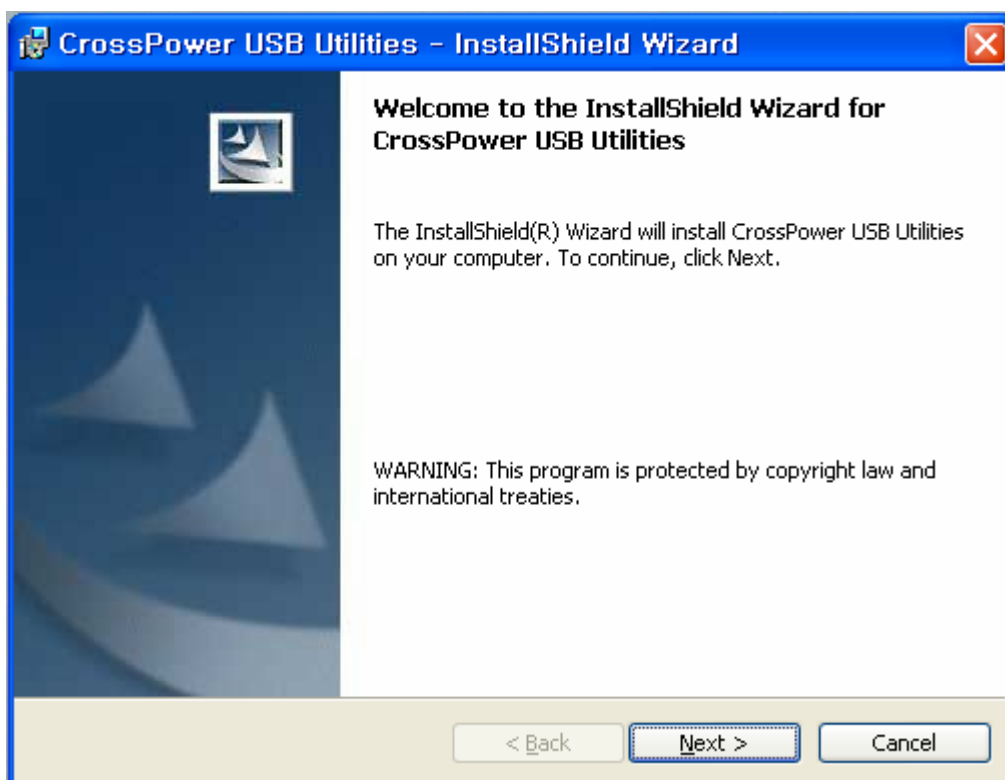 CrossPower USB Utilities - InstallShield Wizard
Welcome to the InstallShield Wizard for
CrossPower USB Utilities
The InstallShield(R) Wizard will install CrossPower USB Utilities
on your computer. To continue, click Next.
WARNING: This program is protected by copyright law and
international treaties.
< Back Next > Cancel